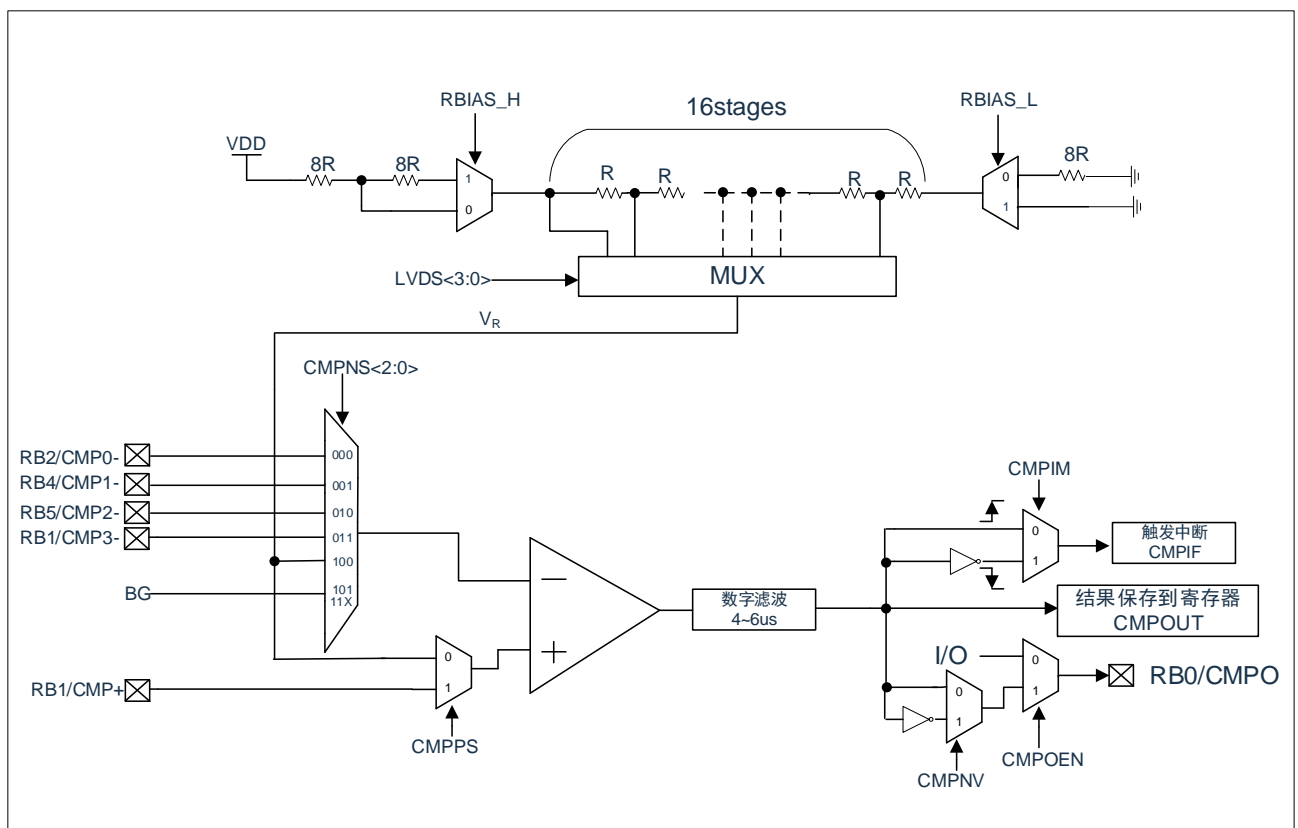 RBIAS_H
16stages
RBIAS_L
VDD
8R
8R
1
0
R
R
R
R
0
1
8R
LVDS<3:0>
MUX
VR
CMPNS<2:0>
RB2/CMP0-
000
RB4/CMP1-
001
RB5/CMP2-
010
RB1/CMP3-
011
100
BG
101
11X
RB1/CMP+
0
1
CMPPS
数字滤波
4~6us
CMPIM
0
1
触发中断
CMPIF
结果保存到寄存器
CMPOUT
I/O
0
1
0
1
RB0/CMPO
CMPOEN
CMPNV